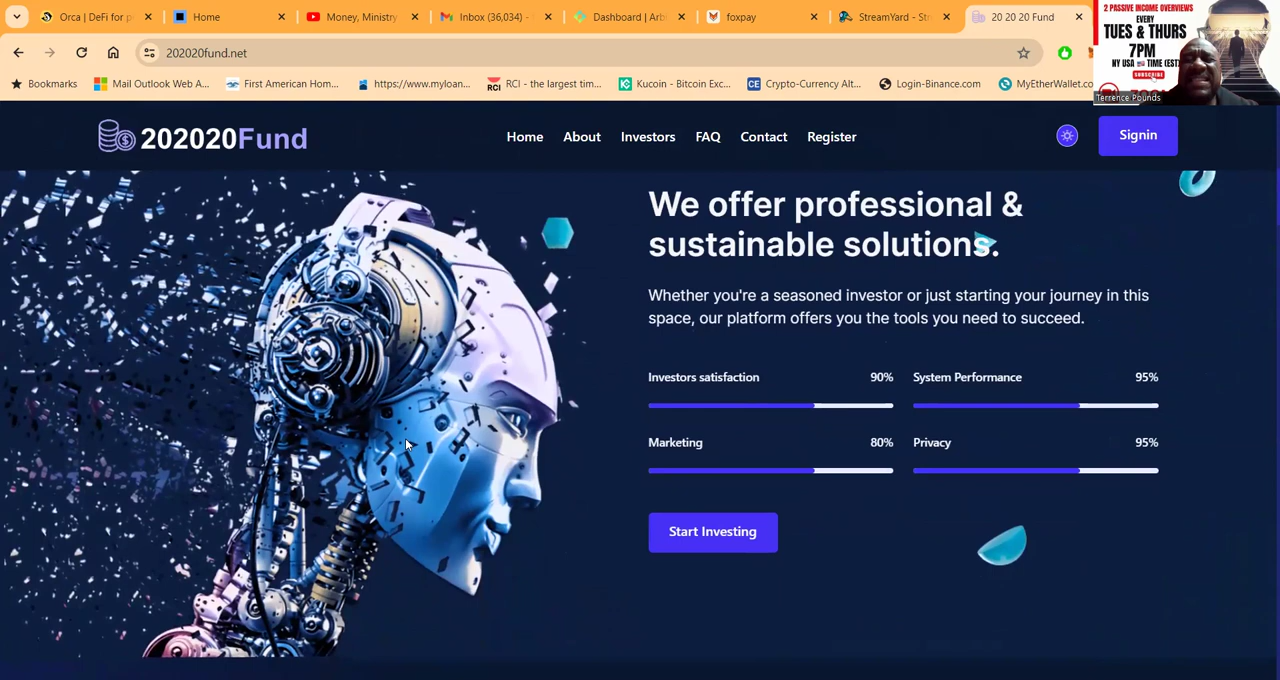 Orca | DeFi for p
Home
Money, Ministry
Inbox (36,034) -
Dashboard | Arb
foxpay
StreamYard - Str
20 20 20 Fund
202020fund.net
Bookmarks
Mail Outlook Web A...
First American Hom...
https://www.myloan...
RCI - the largest tim...
Kucoin - Bitcoin Exc...
Crypto-Currency Alt...
Login-Binance.com
MyEtherWallet.co
2 PASSIVE INCOME OVERVIEWS
EVERY
TUES & THURS
7PM
NY USA TIME (EST)
SUBSCRIBE
Terrence Pounds
202020Fund
Home
About
Investors
FAQ
Contact
Register
Signin
We offer professional &
sustainable solutions.
Whether you're a seasoned investor or just starting your journey in this
space, our platform offers you the tools you need to succeed.
Investors satisfaction 90%
System Performance 95%
Marketing 80%
Privacy 95%
Start Investing